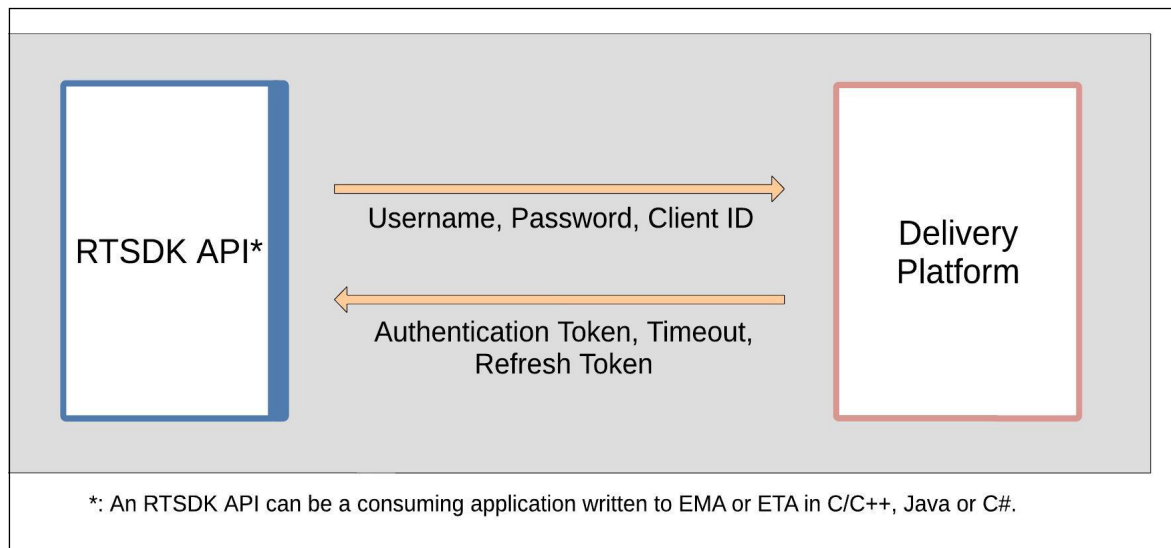 RTSDK API*
Username, Password, Client ID
Authentication Token, Timeout,
Refresh Token
Delivery
Platform
*: An RTSDK API can be a consuming application written to EMA or ETA in C/C++, Java or C#.